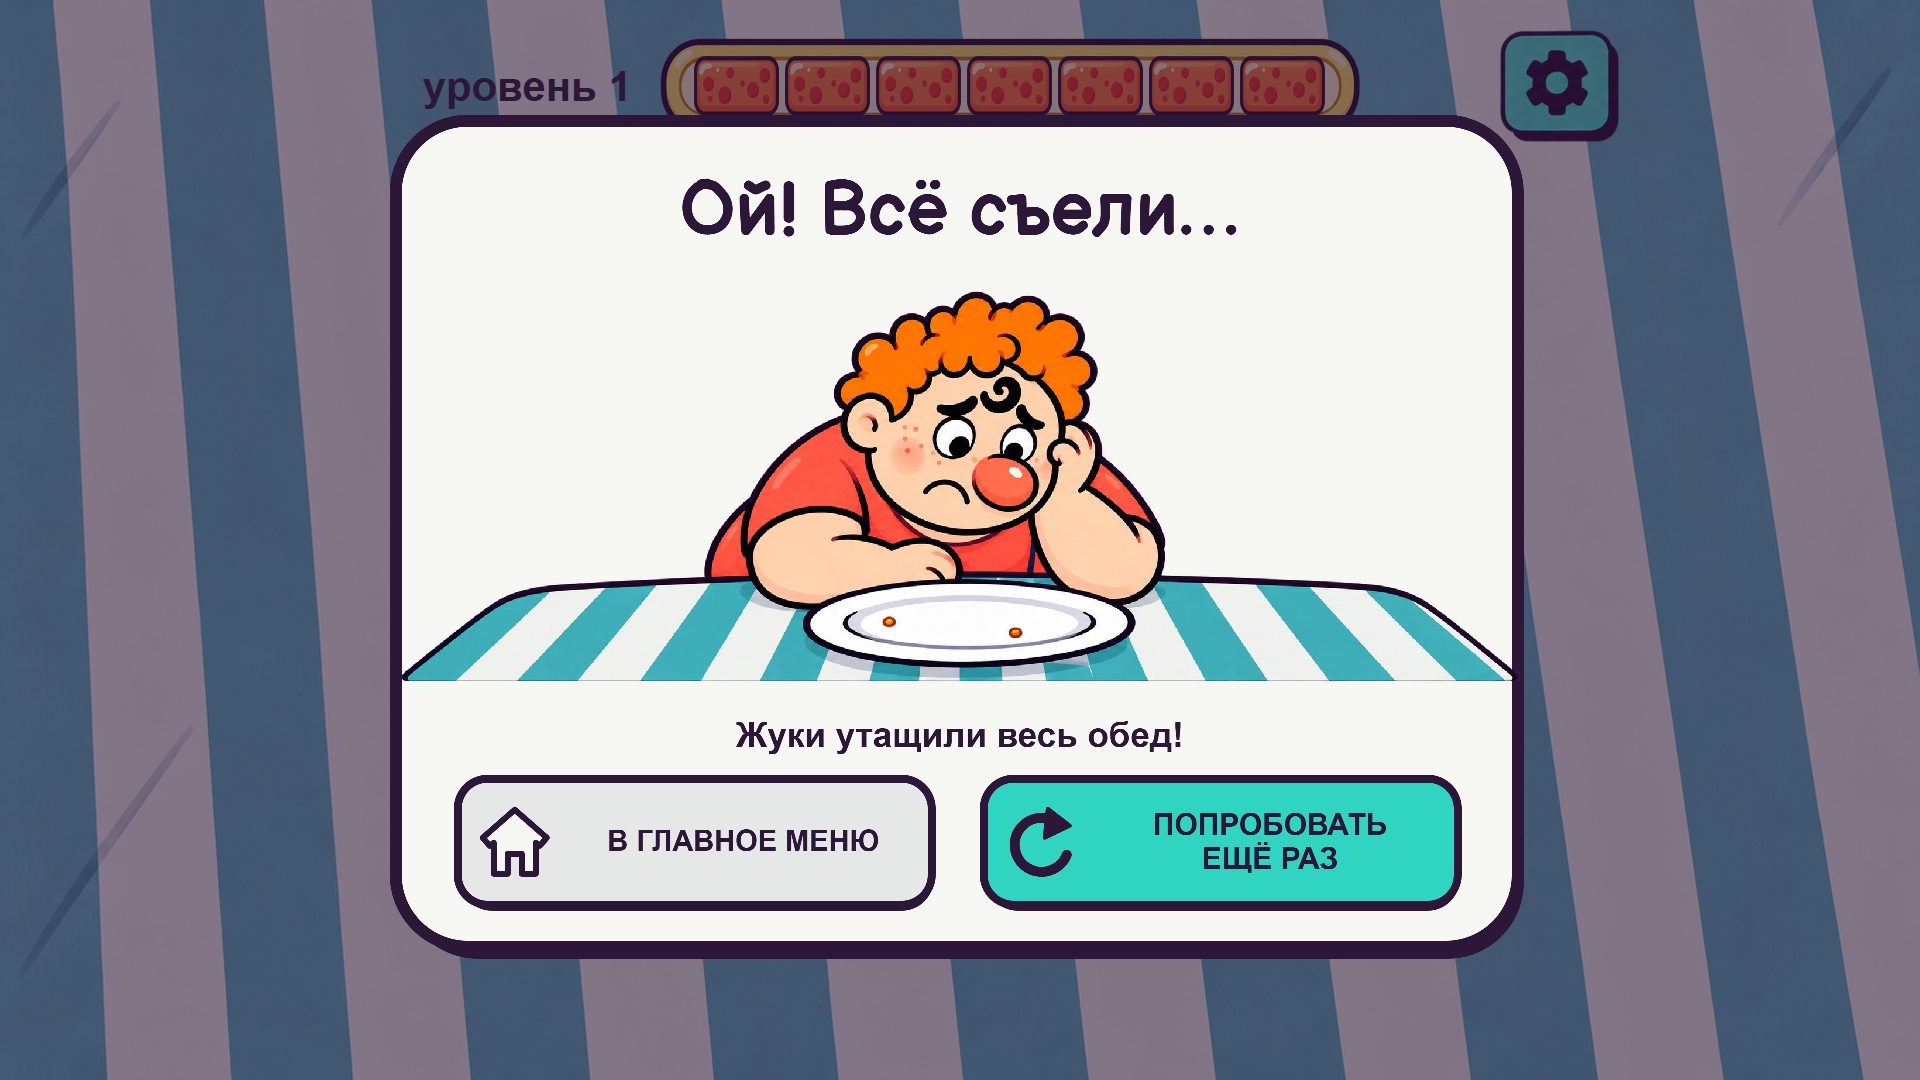 уровень 1
Ой! Всё съели...
Жуки утащили весь обед!
В ГЛАВНОЕ МЕНЮ
ПОПРОБОВАТЬ
ЕЩЁ РАЗ